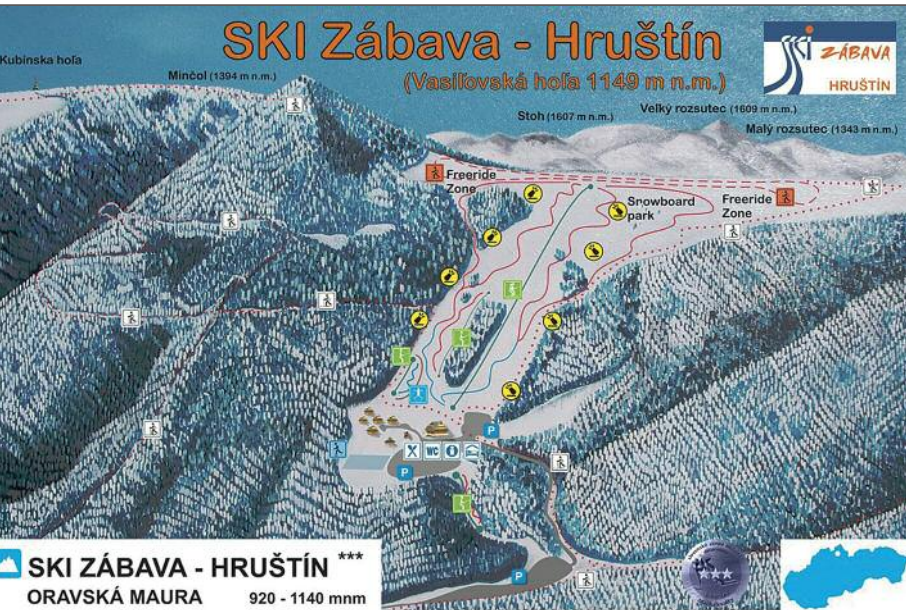 SKI Zábava - Hruštín
(Vasiľovská hoľa 1149 m n.m.)
SKI ZÁBAVA
HRUŠTÍN
Kubínska hoľa
Minčol (1394 m n.m.)
Stoh (1607 m n.m.)
Veľký rozsutec (1609 m n.m.)
Malý rozsutec (1343 m n.m.)
Freeride
Zone
Snowboard
park
Freeride
Zone
P
WC
P
P
SKI ZÁBAVA - HRUŠTÍN ***
ORAVSKÁ MAURA 920 - 1140 mnm